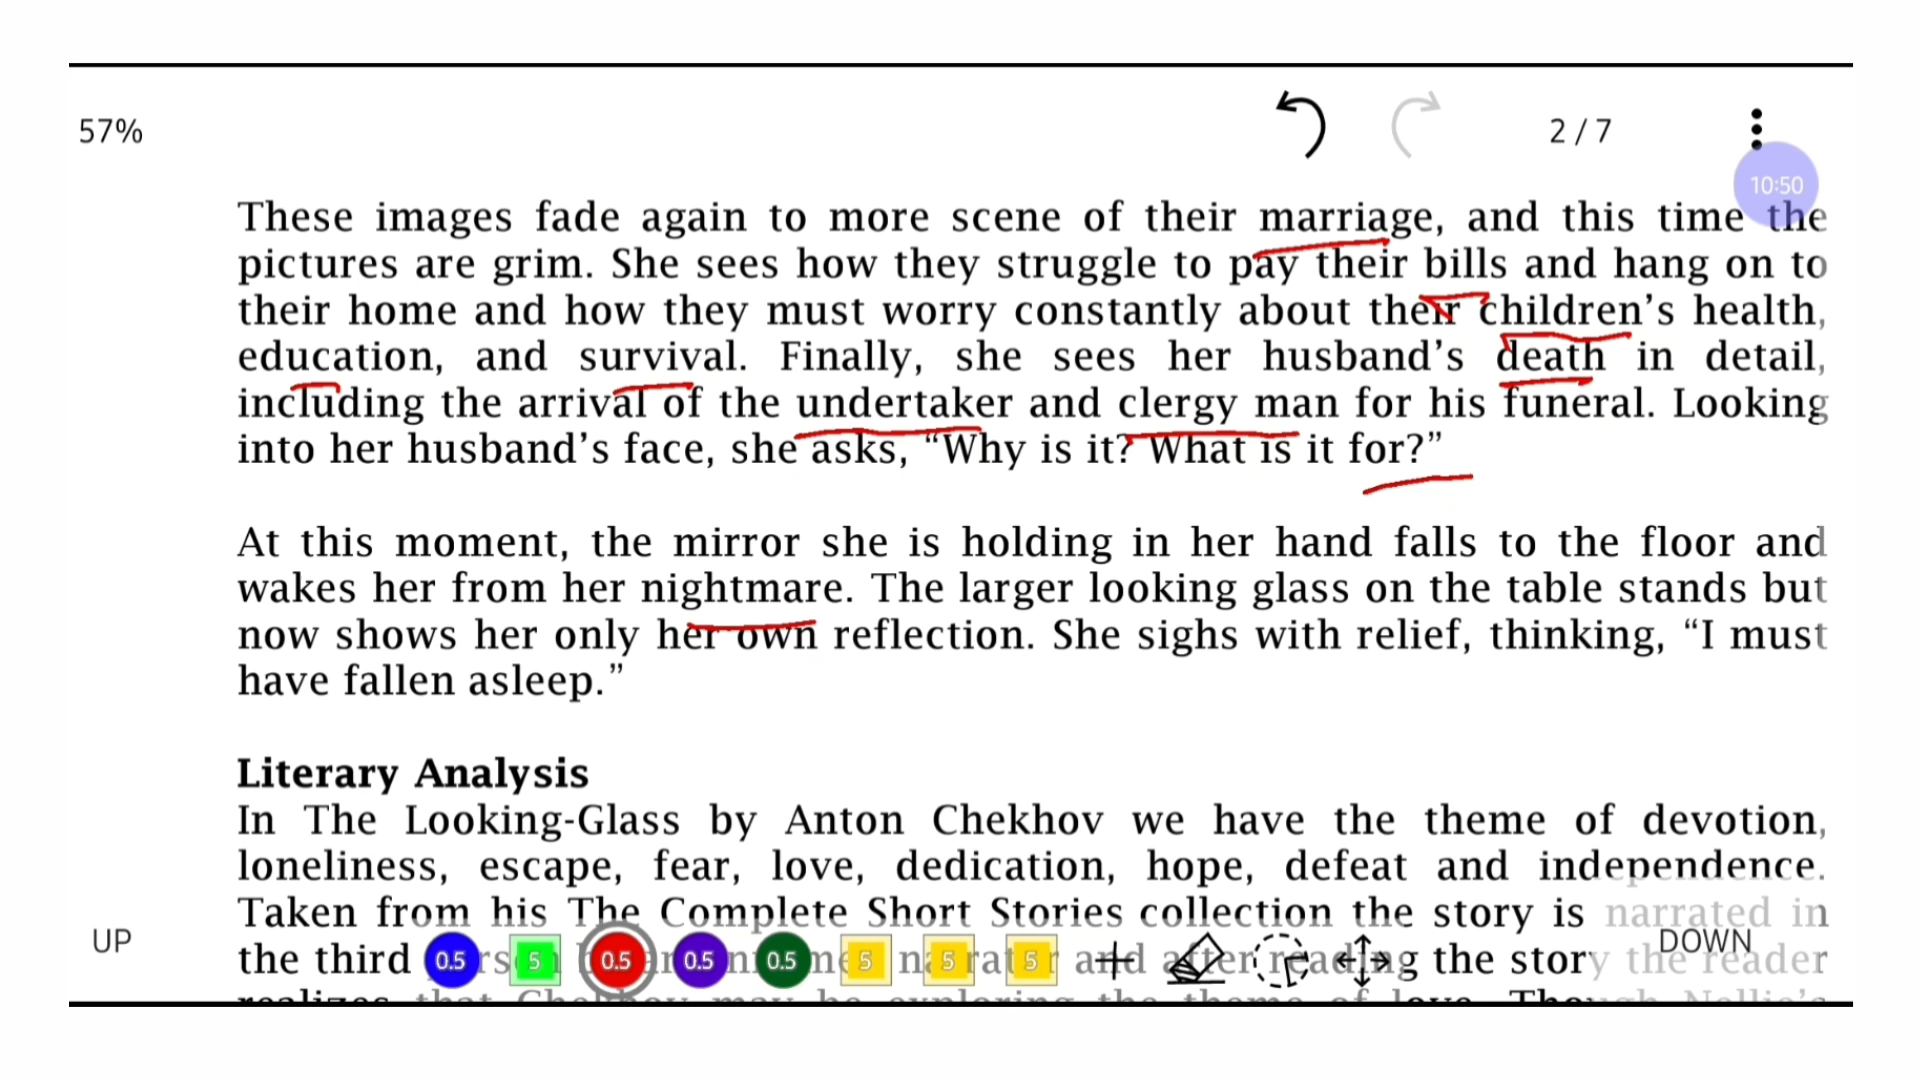 57%
2 / 7
10:50
These images fade again to more scene of their marriage, and this time the
pictures are grim. She sees how they struggle to pay their bills and hang on to
their home and how they must worry constantly about their children’s health,
education, and survival. Finally, she sees her husband’s death in detail,
including the arrival of the undertaker and clergy man for his funeral. Looking
into her husband’s face, she asks, “Why is it? What is it for?”
At this moment, the mirror she is holding in her hand falls to the floor and
wakes her from her nightmare. The larger looking glass on the table stands but
now shows her only her own reflection. She sighs with relief, thinking, “I must
have fallen asleep.”
Literary Analysis
In The Looking-Glass by Anton Chekhov we have the theme of devotion,
loneliness, escape, fear, love, dedication, hope, defeat and independence.
Taken from his The Complete Short Stories collection the story is narrated in
the third and after reading the story the reader
UP
0.5 5 0.5 0.5 0.5 5 5 5
DOWN